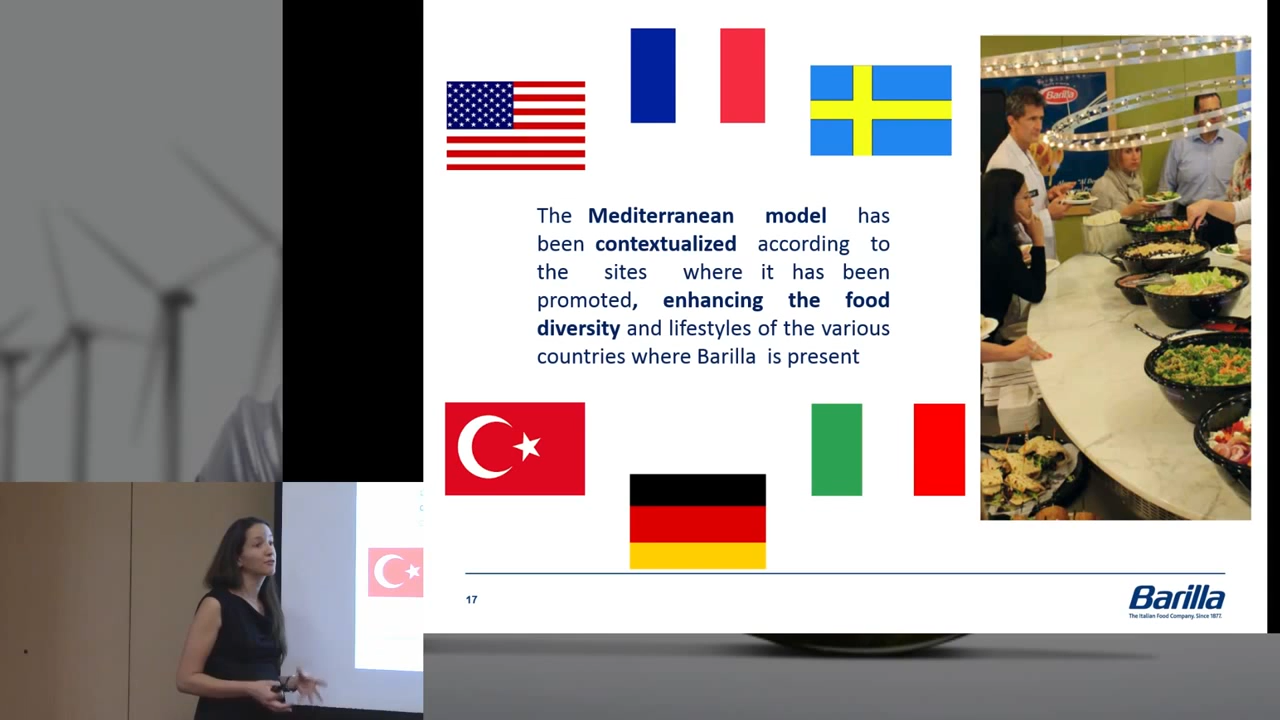 Barilla
The Mediterranean model has
been contextualized according to
the sites where it has been
promoted, enhancing the food
diversity and lifestyles of the various
countries where Barilla is present
17
Barilla
The Italian Food Company. Since 1877.